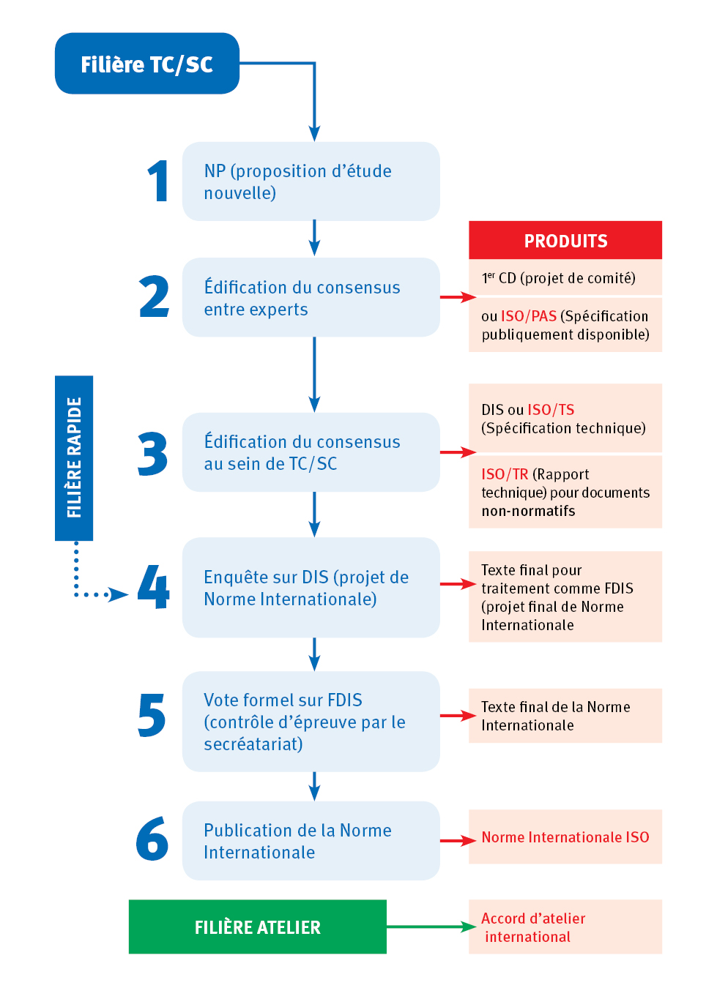 Filière TC/SC
1
NP (proposition d’étude
nouvelle)
PRODUITS
2
Édification du consensus
entre experts
1er CD (projet de comité)
ou ISO/PAS (Spécification
publiquement disponible)
FILIÈRE RAPIDE
3
Édification du consensus
au sein de TC/SC
DIS ou ISO/TS
(Spécification technique)
ISO/TR (Rapport
technique) pour documents
non-normatifs
4
Enquête sur DIS (projet de
Norme Internationale)
Texte final pour
traitement comme FDIS
(projet final de Norme
Internationale
5
Vote formel sur FDIS
(contrôle d’épreuve par le
secréatariat)
Texte final de la Norme
Internationale
6
Publication de la Norme
Internationale
Norme Internationale ISO
FILIÈRE ATELIER
Accord d’atelier
international